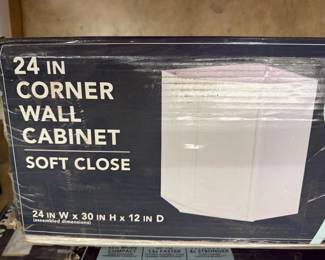 24 IN
CORNER
WALL
CABINET
SOFT CLOSE
24 IN W x 30 IN H x 12 IN D
(assembled dimensions)